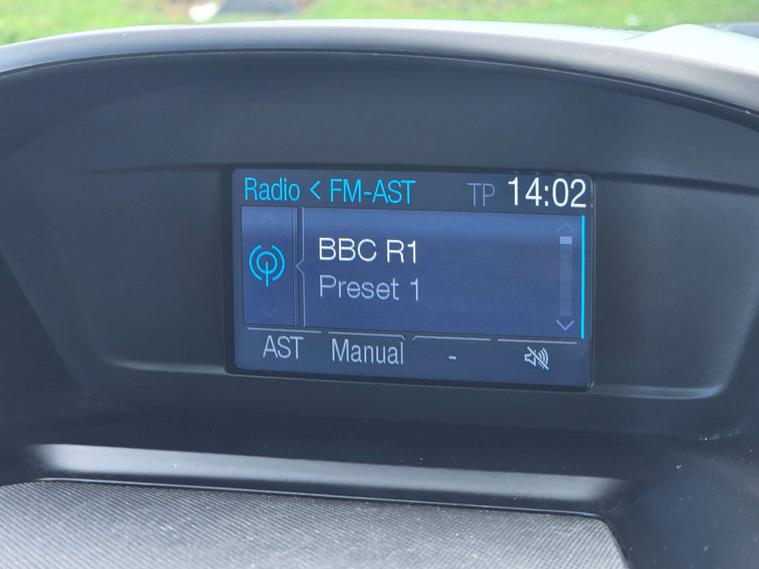 Radio < FM-AST TP 14:02
BBC R1
Preset 1
AST Manual -